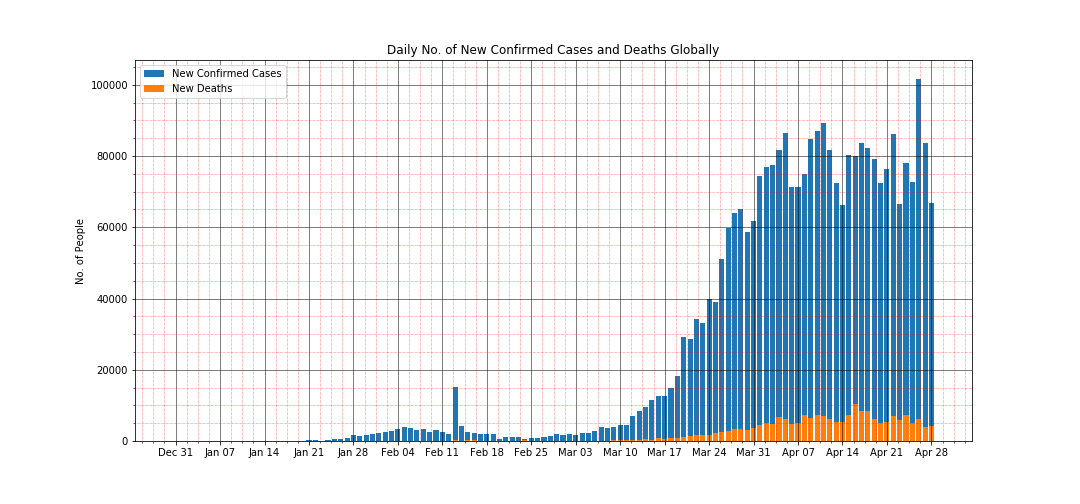 Daily No. of New Confirmed Cases and Deaths Globally
New Confirmed Cases
New Deaths
100000
80000
60000
40000
20000
0
No. of People
Dec 31 Jan 07 Jan 14 Jan 21 Jan 28 Feb 04 Feb 11 Feb 18 Feb 25 Mar 03 Mar 10 Mar 17 Mar 24 Mar 31 Apr 07 Apr 14 Apr 21 Apr 28